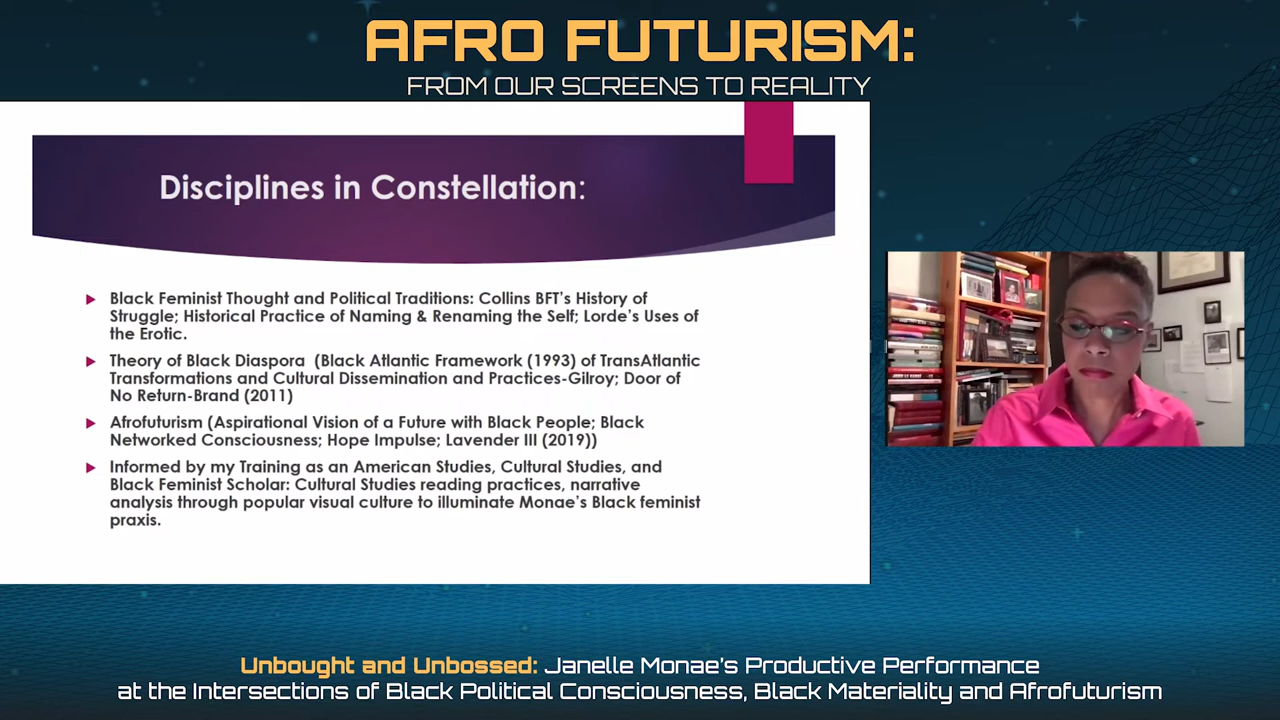 AFRO FUTURISM:
FROM OUR SCREENS TO REALITY
Disciplines in Constellation:
Black Feminist Thought and Political Traditions: Collins BFT's History of
Struggle; Historical Practice of Naming & Renaming the Self; Lorde's Uses of
the Erotic.
Theory of Black Diaspora (Black Atlantic Framework (1993) of TransAtlantic
Transformations and Cultural Dissemination and Practices-Gilroy; Door of
No Return-Brand (2011)
Afrofuturism (Aspirational Vision of a Future with Black People; Black
Networked Consciousness; Hope Impulse; Lavender III (2019))
Informed by my Training as an American Studies, Cultural Studies, and
Black Feminist Scholar: Cultural Studies reading practices, narrative
analysis through popular visual culture to illuminate Monae's Black feminist
praxis.
Unbought and Unbossed: Janelle Monae's Productive Performance
at the Intersections of Black Political Consciousness, Black Materiality and Afrofuturism